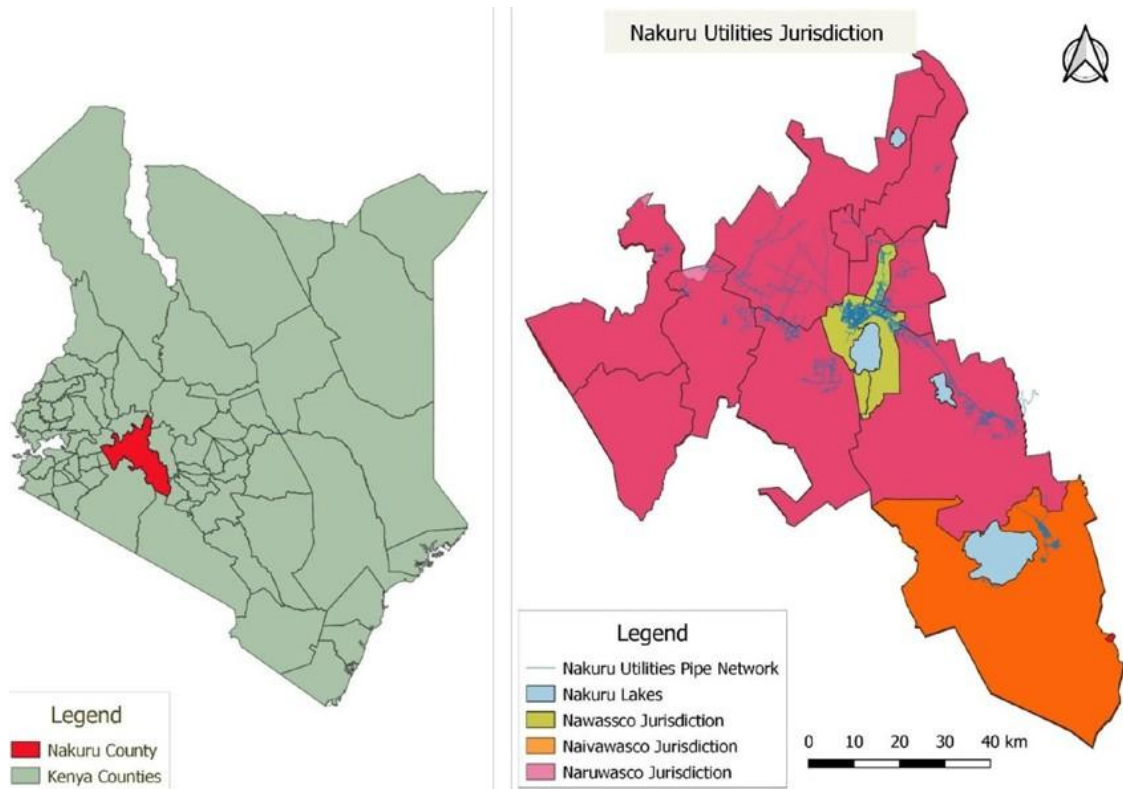 Legend
Nakuru County
Kenya Counties
Nakuru Utilities Jurisdiction
Legend
Nakuru Utilities Pipe Network
Nakuru Lakes
Nawassco Jurisdiction
Naivawasco Jurisdiction
Naruwasco Jurisdiction
0 10 20 30 40 km